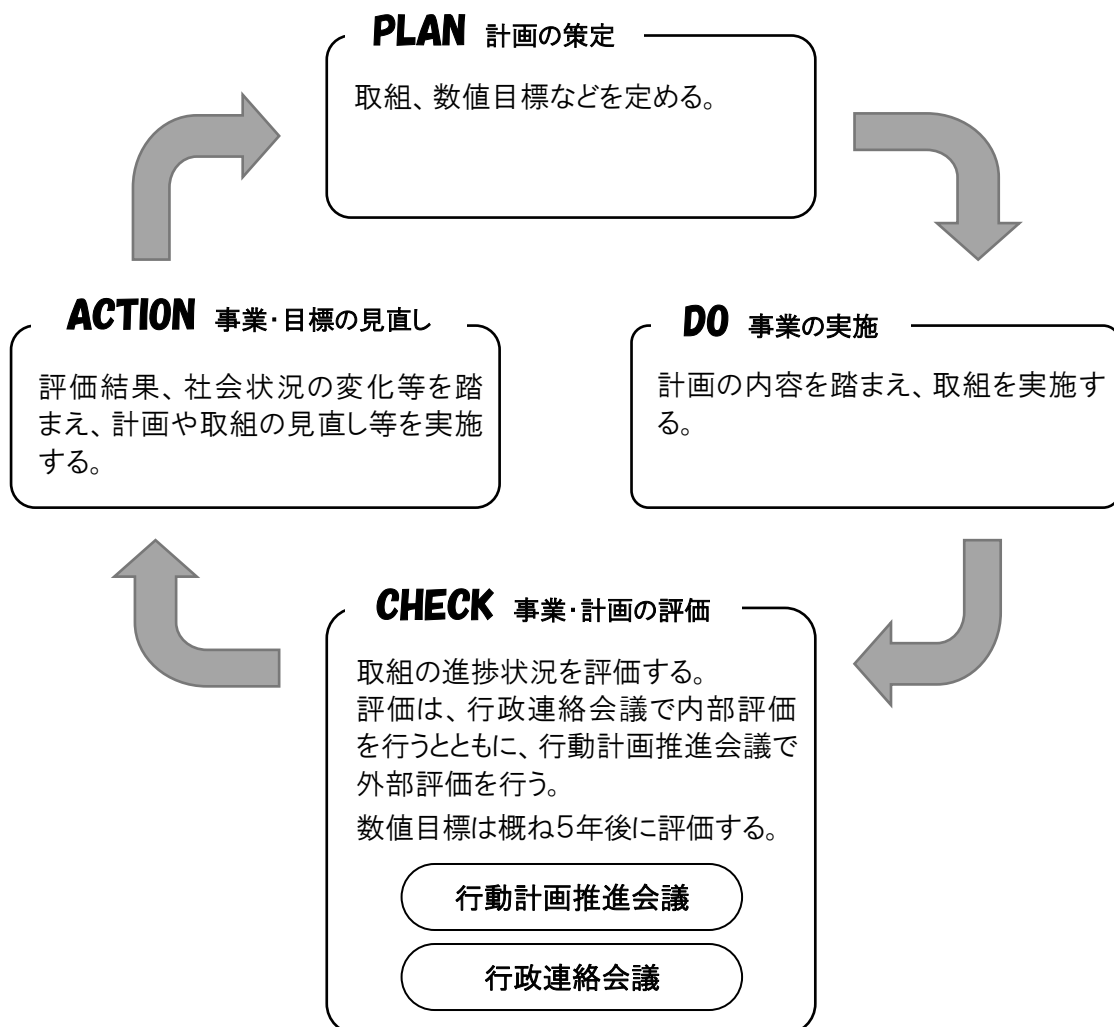 PLAN 計画の策定
取組、数値目標などを定める。
ACTION 事業・目標の見直し
評価結果、社会状況の変化等を踏
まえ、計画や取組の見直し等を実施
する。
DO 事業の実施
計画の内容を踏まえ、取組を実施す
る。
CHECK 事業・計画の評価
取組の進捗状況を評価する。
評価は、行政連絡会議で内部評価
を行うとともに、行動計画推進会議で
外部評価を行う。
数値目標は概ね5年後に評価する。
行動計画推進会議
行政連絡会議